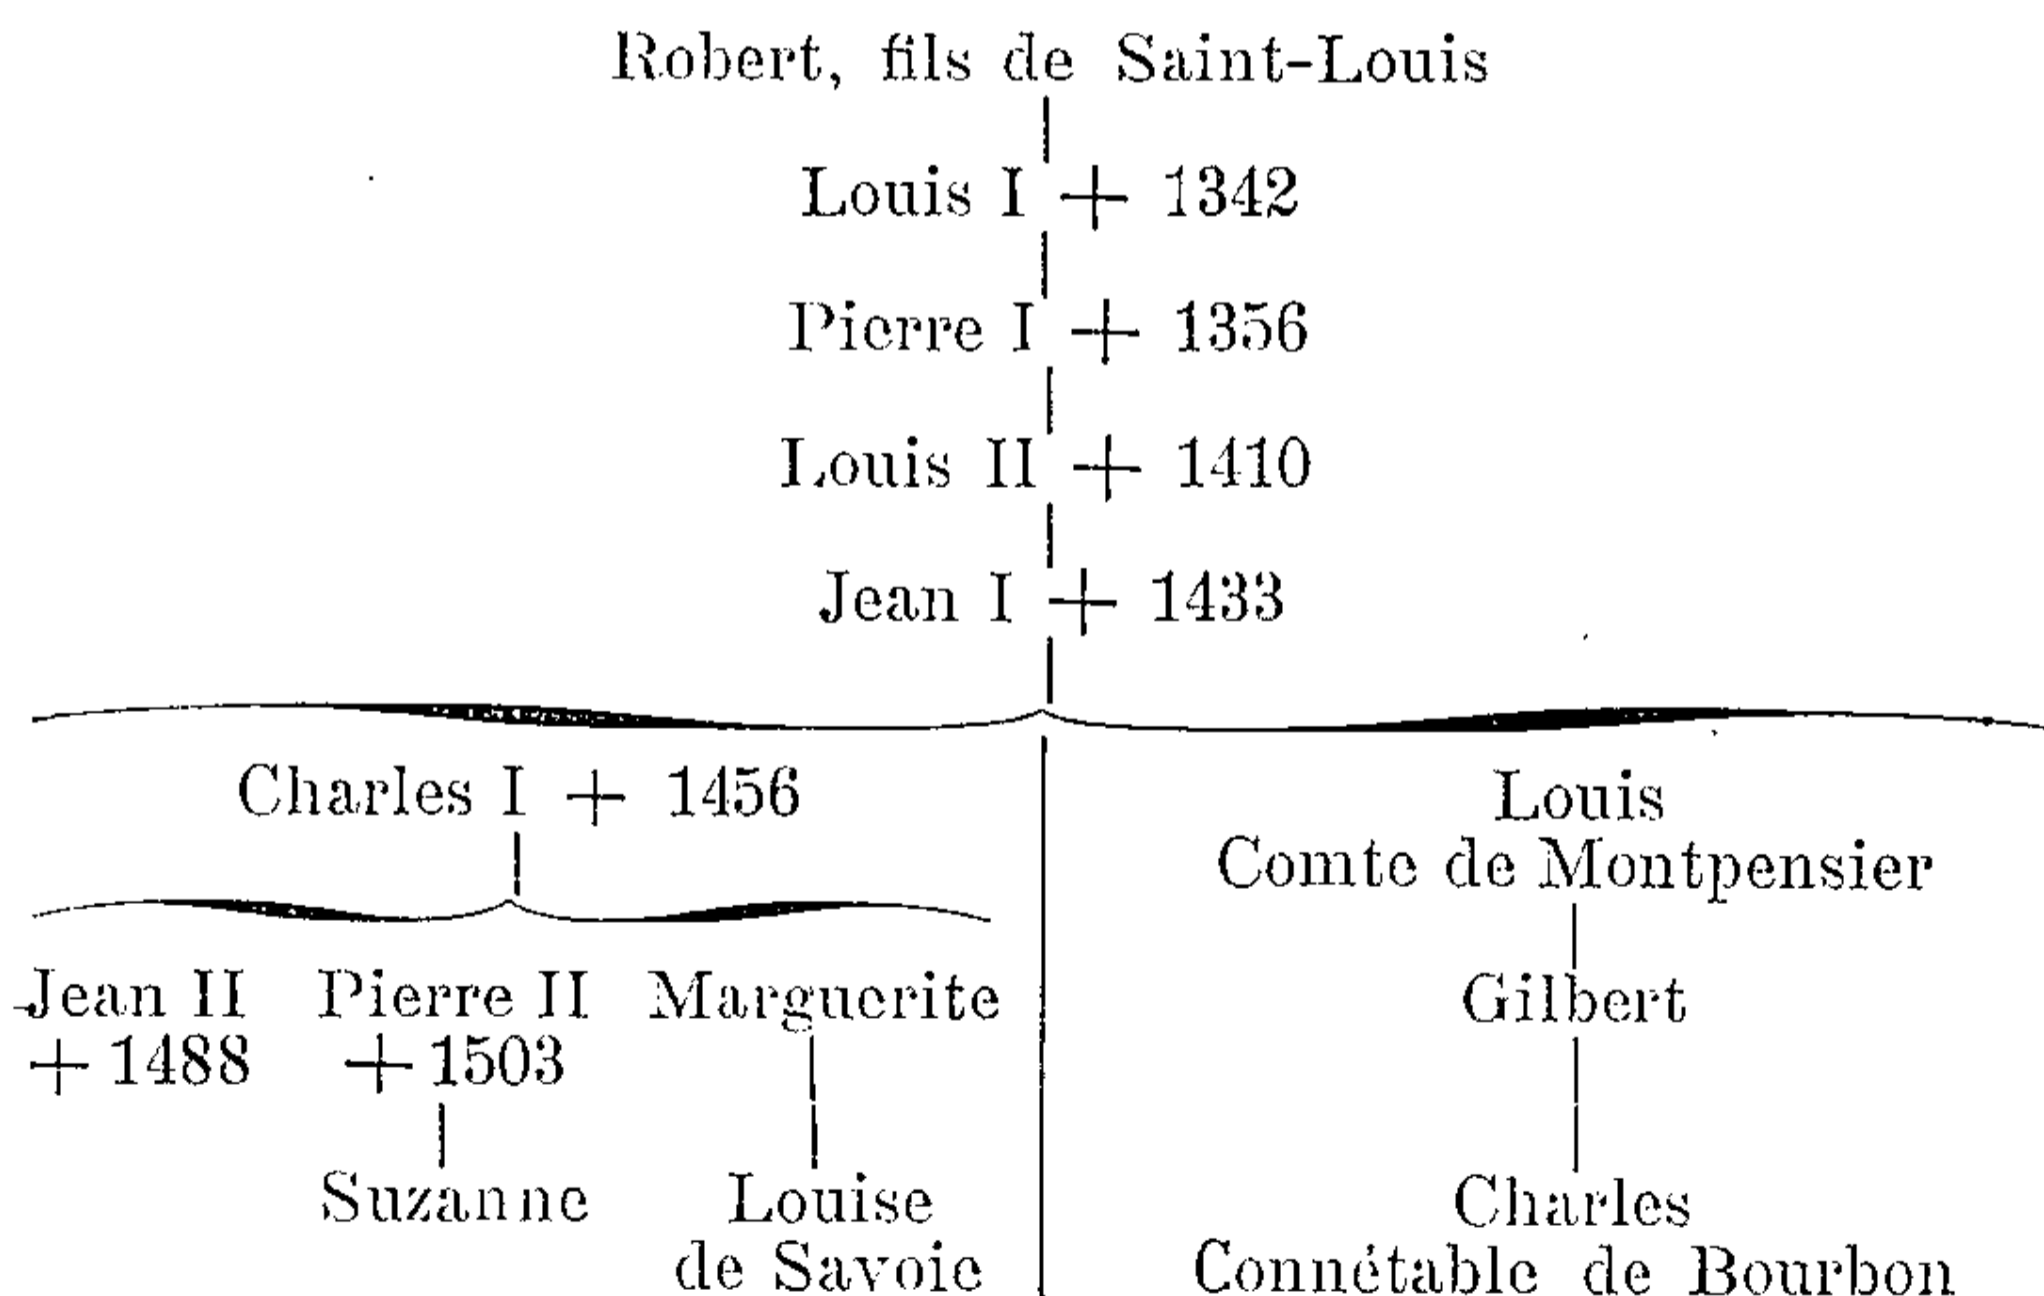 Robert, fils de Saint-Louis
Louis I + 1342
Pierre I + 1356
Louis II + 1410
Jean I + 1433
Charles I + 1456
Louis
Comte de Montpensier
Jean II Pierre II Marguerite
Gilbert
+ 1488 + 1503
Suzanne Louise
de Savoie
Charles
Connétable de Bourbon